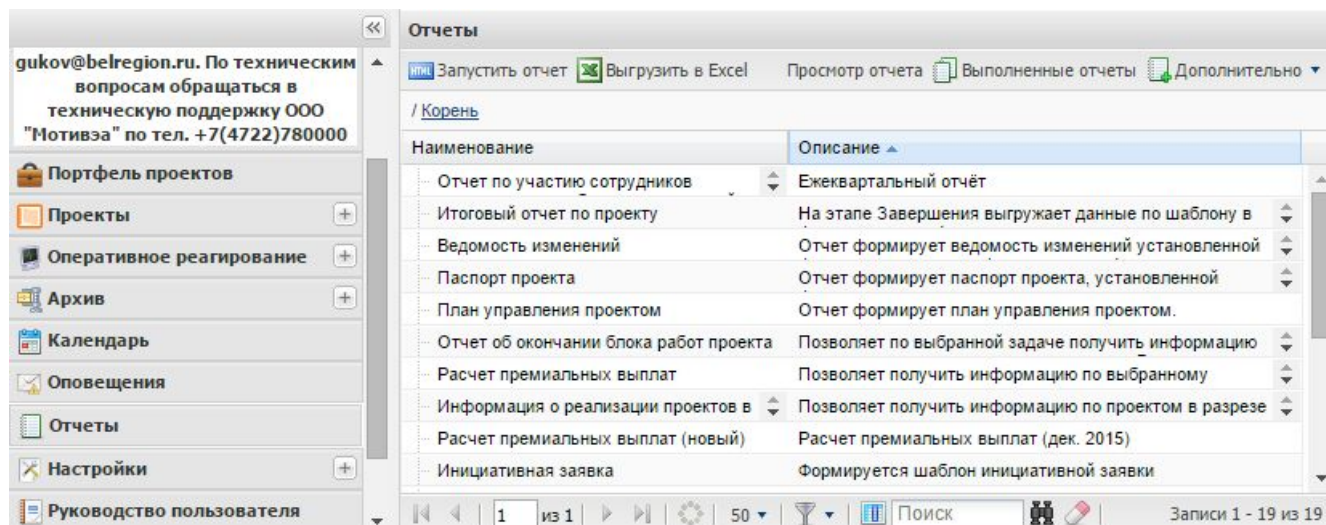 gukov@belregion.ru. По техническим
вопросам обращаться в
техническую поддержку ООО
"Мотивэа" по тел. +7(4722)780000
Портфель проектов
Проекты
Оперативное реагирование
Архив
Календарь
Оповещения
Отчеты
Настройки
Руководство пользователя
Отчеты
HTML Запустить отчет Выгрузить в Excel Просмотр отчета Выполненные отчеты Дополнительно
/ Корень
Наименование Описание
Отчет по участию сотрудников Ежеквартальный отчёт
Итоговый отчет по проекту На этапе Завершения выгружает данные по шаблону в
Ведомость изменений Отчет формирует ведомость изменений установленной
Паспорт проекта Отчет формирует паспорт проекта, установленной
План управления проектом Отчет формирует план управления проектом.
Отчет об окончании блока работ проекта Позволяет по выбранной задаче получить информацию
Расчет премиальных выплат Позволяет получить информацию по выбранному
Информация о реализации проектов в Позволяет получить информацию по проектом в разрезе
Расчет премиальных выплат (новый) Расчет премиальных выплат (дек. 2015)
Инициативная заявка Формируется шаблон инициативной заявки
1 из 1 50 Поиск Записи 1 - 19 из 19